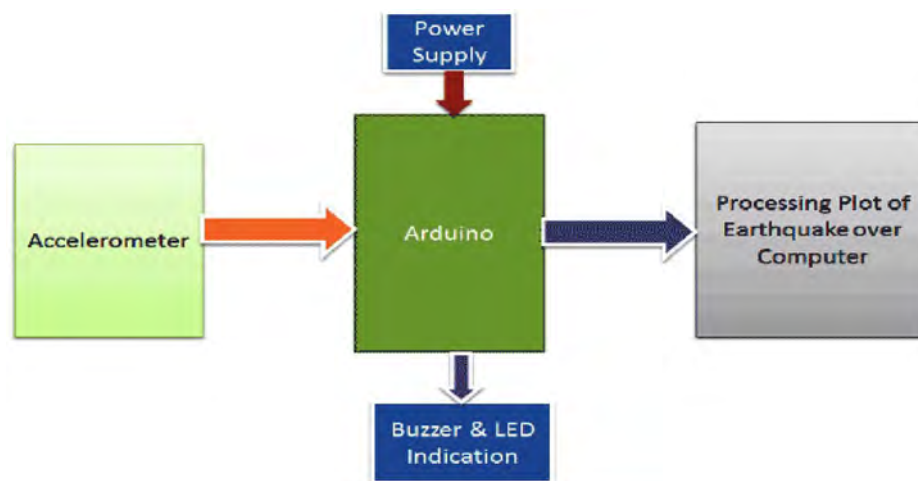 Power
Supply
Accelerometer
Arduino
Processing Plot of
Earthquake over
Computer
Buzzer & LED
Indication